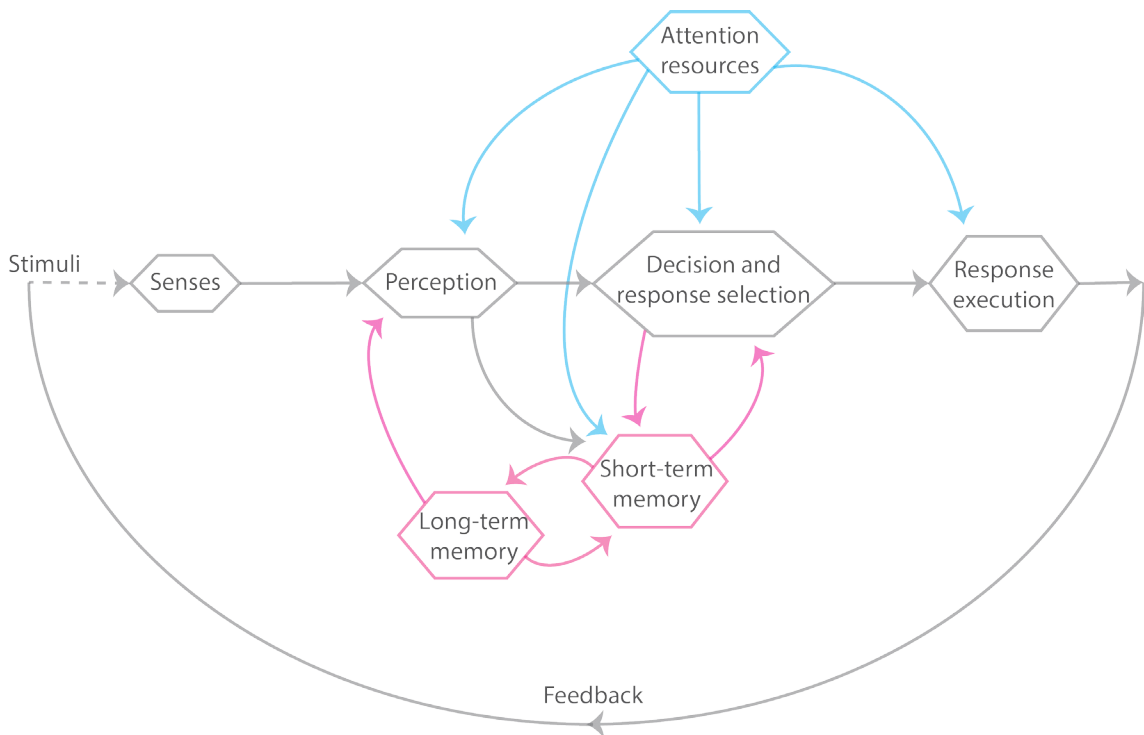 Attention
resources
Stimuli
Senses
Perception
Decision and
response selection
Response
execution
Short-term
memory
Long-term
memory
Feedback